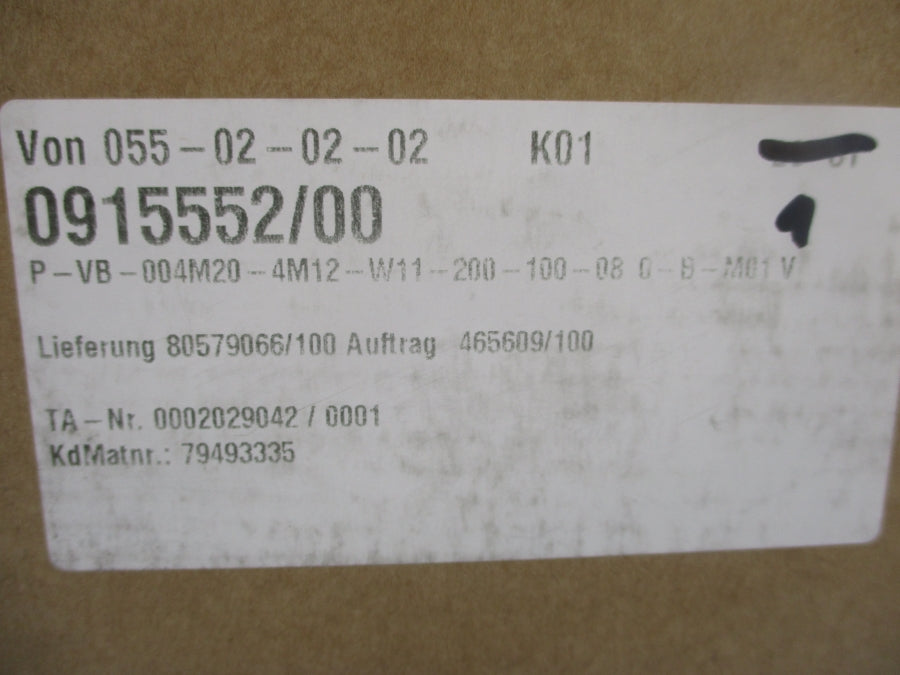 Von 055-02-02-02 K01
1
0915552/00
P-VB-004M20-4M12-W11-200-100-08 0-B-M01 V
Lieferung 80579066/100 Auftrag 465609/100
TA-Nr. 0002029042 / 0001
KdMatnr.: 79493335